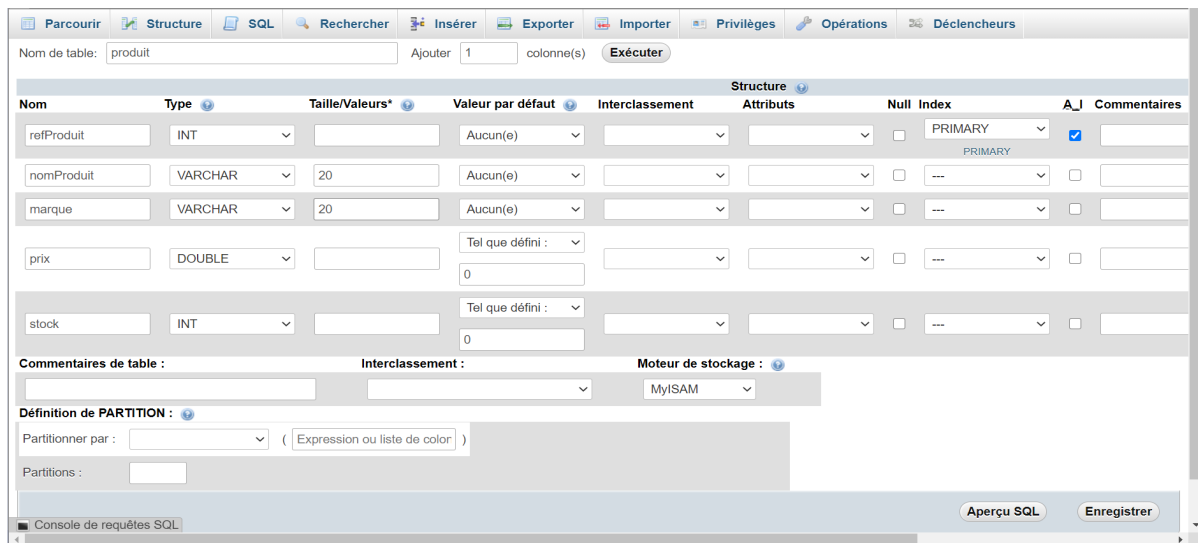 Parcourir Structure SQL Rechercher Insérer Exporter Importer Privilèges Opérations Déclencheurs
Nom de table: produit Ajouter 1 colonne(s) Exécuter
Structure
Nom Type Taille/Valeurs* Valeur par défaut Interclassement Attributs Null Index A_I Commentaires
refProduit INT Aucun(e) PRIMARY
PRIMARY
nomProduit VARCHAR 20 Aucun(e) ---
marque VARCHAR 20 Aucun(e) ---
Tel que défini :
prix DOUBLE ---
0
Tel que défini :
stock INT ---
0
Commentaires de table : Interclassement : Moteur de stockage :
MyISAM
Définition de PARTITION :
Partitionner par : ( Expression ou liste de color )
Partitions :
Aperçu SQL Enregistrer
Console de requêtes SQL